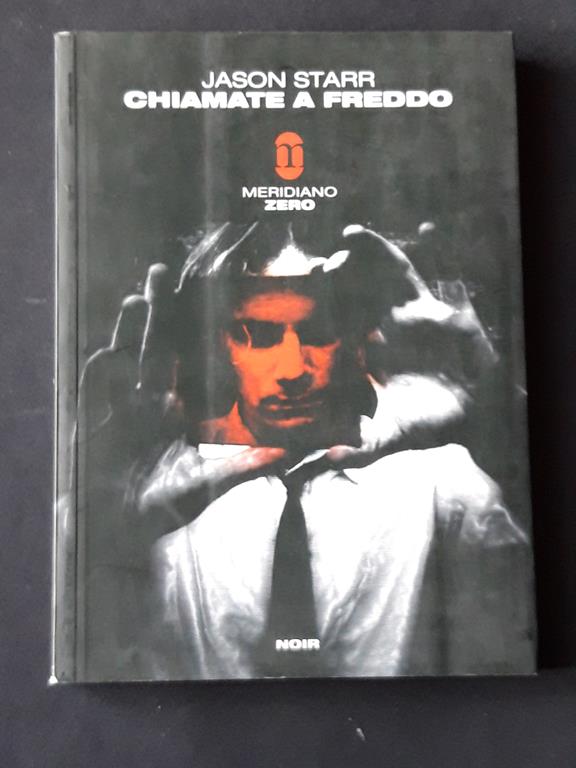 JASON STARR
CHIAMATE A FREDDO
MERIDIANO
ZERO
NOIR